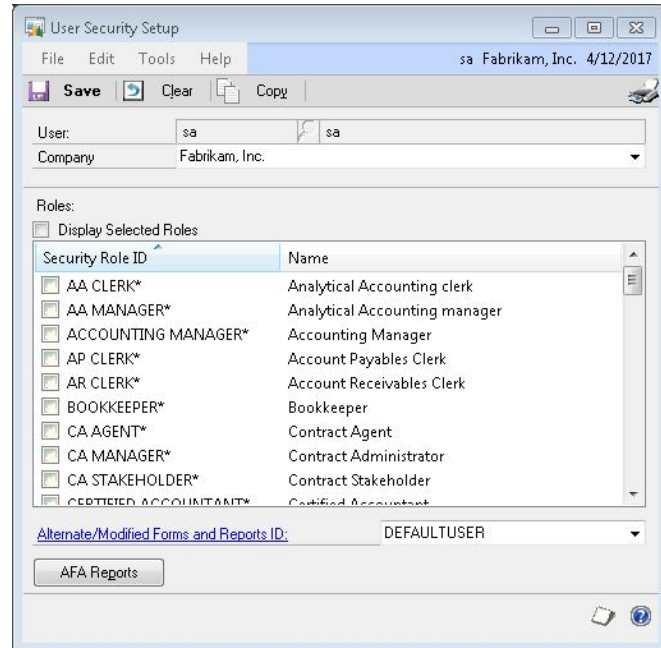 User Security Setup
File Edit Tools Help sa Fabrikam, Inc. 4/12/2017
Save Clear Copy
User: sa sa
Company Fabrikam, Inc.
Roles:
Display Selected Roles
Security Role ID Name
AA CLERK* Analytical Accounting clerk
AA MANAGER* Analytical Accounting manager
ACCOUNTING MANAGER* Accounting Manager
AP CLERK* Account Payables Clerk
AR CLERK* Account Receivables Clerk
BOOKKEEPER* Bookkeeper
CA AGENT* Contract Agent
CA MANAGER* Contract Administrator
CA STAKEHOLDER* Contract Stakeholder
CERTIFIED ACCOUNTANT* Certified Accountant
Alternate/Modified Forms and Reports ID: DEFAULTUSER
AFA Reports